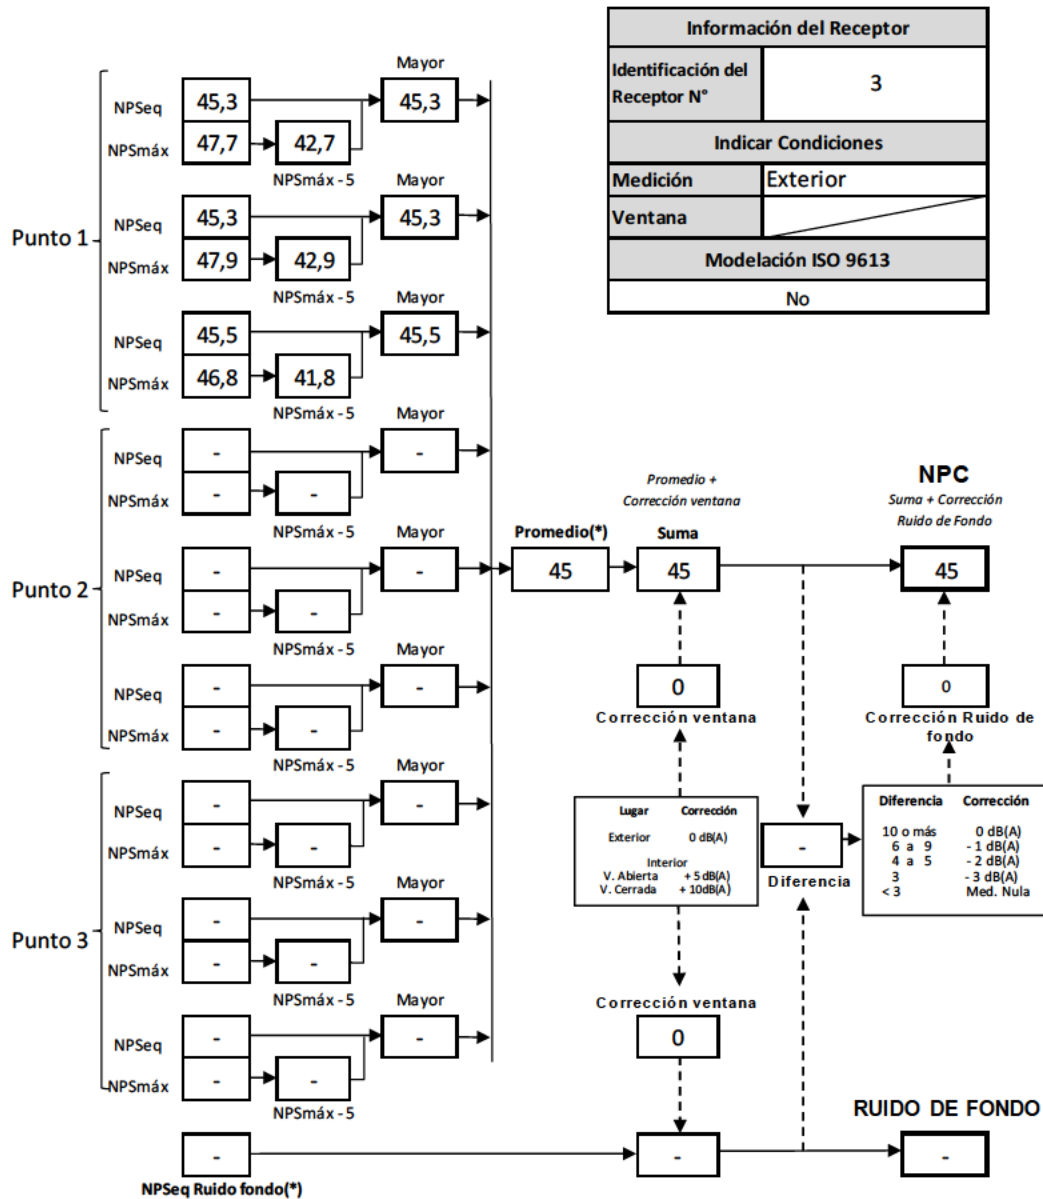 Información del Receptor
Identificación del
Receptor N°
3
Indicar Condiciones
Medición Exterior
Ventana
Modelación ISO 9613
No
Punto 1
Mayor
NPSeq 45,3 45,3
NPSmáx 47,7 42,7
NPSmáx - 5
Mayor
NPSeq 45,3 45,3
NPSmáx 47,9 42,9
NPSmáx - 5
Mayor
NPSeq 45,5 45,5
NPSmáx 46,8 41,8
NPSmáx - 5
Punto 2
Mayor
NPSeq - -
NPSmáx - -
NPSmáx - 5
Mayor
NPSeq - -
NPSmáx - -
NPSmáx - 5
Mayor
NPSeq - -
NPSmáx - -
NPSmáx - 5
Punto 3
Mayor
NPSeq - -
NPSmáx - -
NPSmáx - 5
Mayor
NPSeq - -
NPSmáx - -
NPSmáx - 5
Mayor
NPSeq - -
NPSmáx - -
NPSmáx - 5
Promedio(*)
45
Promedio +
Corrección ventana
Suma
45
NPC
Suma + Corrección
Ruido de Fondo
45
0
Corrección ventana
0
Corrección Ruido de
fondo
Lugar Corrección
Exterior 0 dB(A)
Interior
V. Abierta + 5 dB(A)
V. Cerrada + 10dB(A)
-
Diferencia
Diferencia Corrección
10 o más 0 dB(A)
6 a 9 - 1 dB(A)
4 a 5 - 2 dB(A)
3 - 3 dB(A)
< 3 Med. Nula
Corrección ventana
0
RUIDO DE FONDO
- - -
NPSeq Ruido fondo(*)